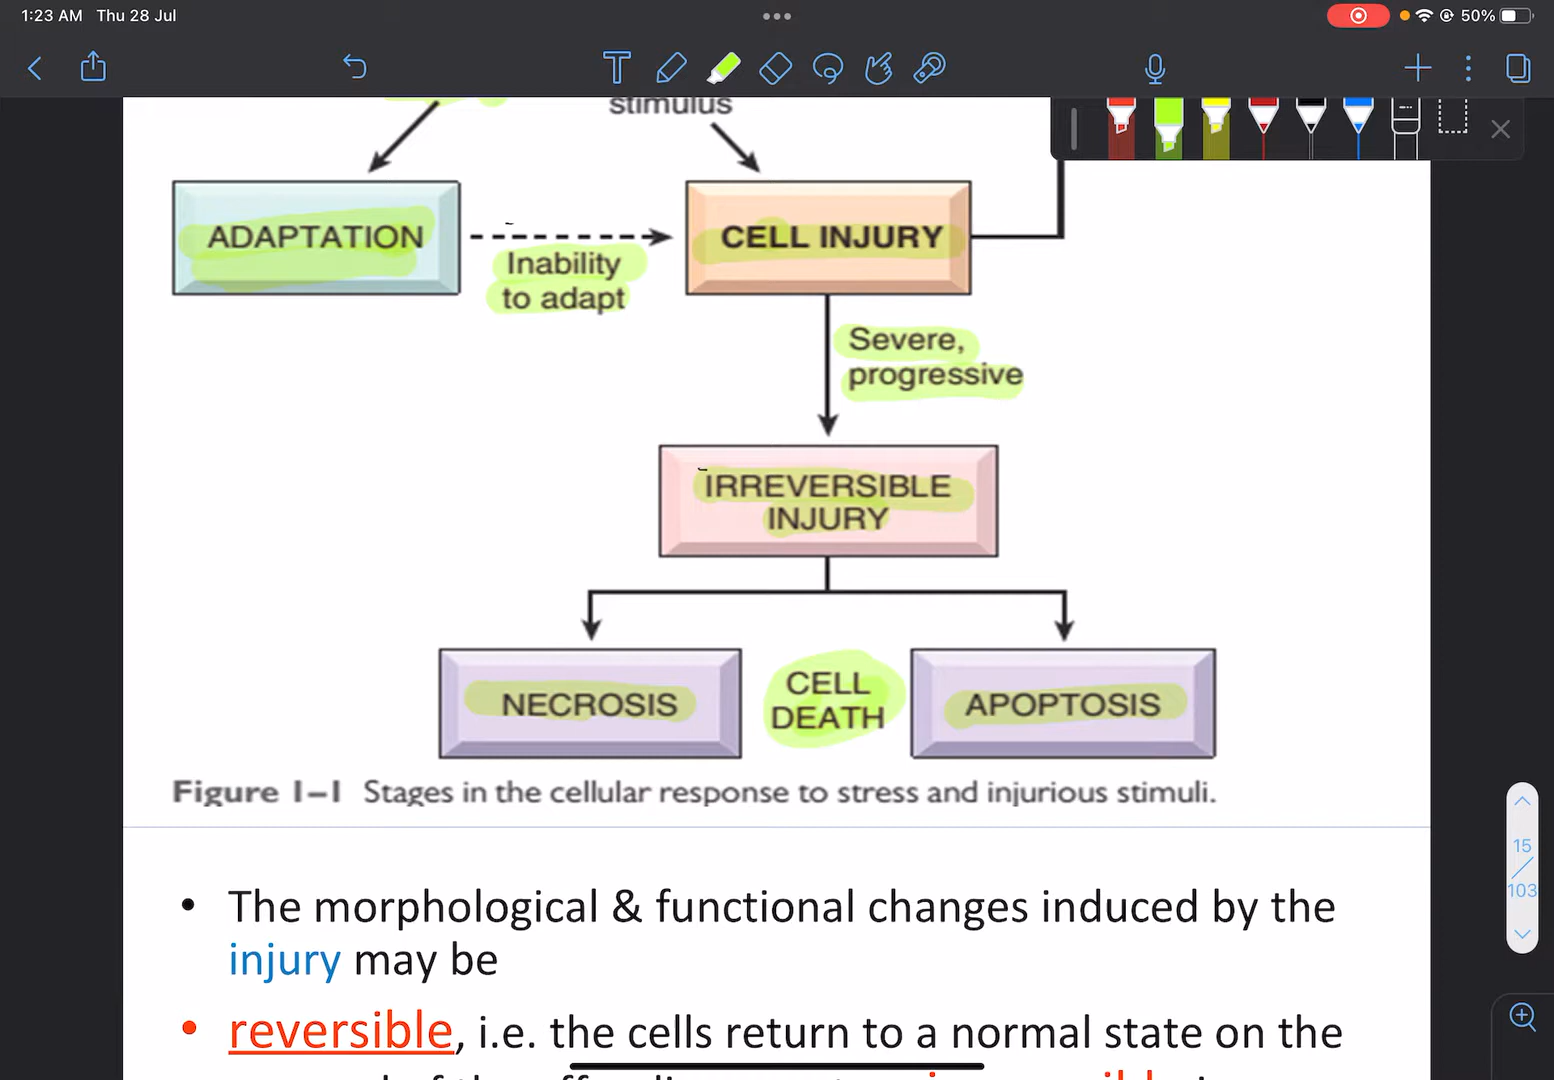 1:23 AM Thu 28 Jul
50%
stimulus
ADAPTATION
Inability
to adapt
CELL INJURY
Severe,
progressive
IRREVERSIBLE
INJURY
NECROSIS
CELL
DEATH
APOPTOSIS
Figure 1–1 Stages in the cellular response to stress and injurious stimuli.
15
103
• The morphological & functional changes induced by the
injury may be
• reversible, i.e. the cells return to a normal state on the